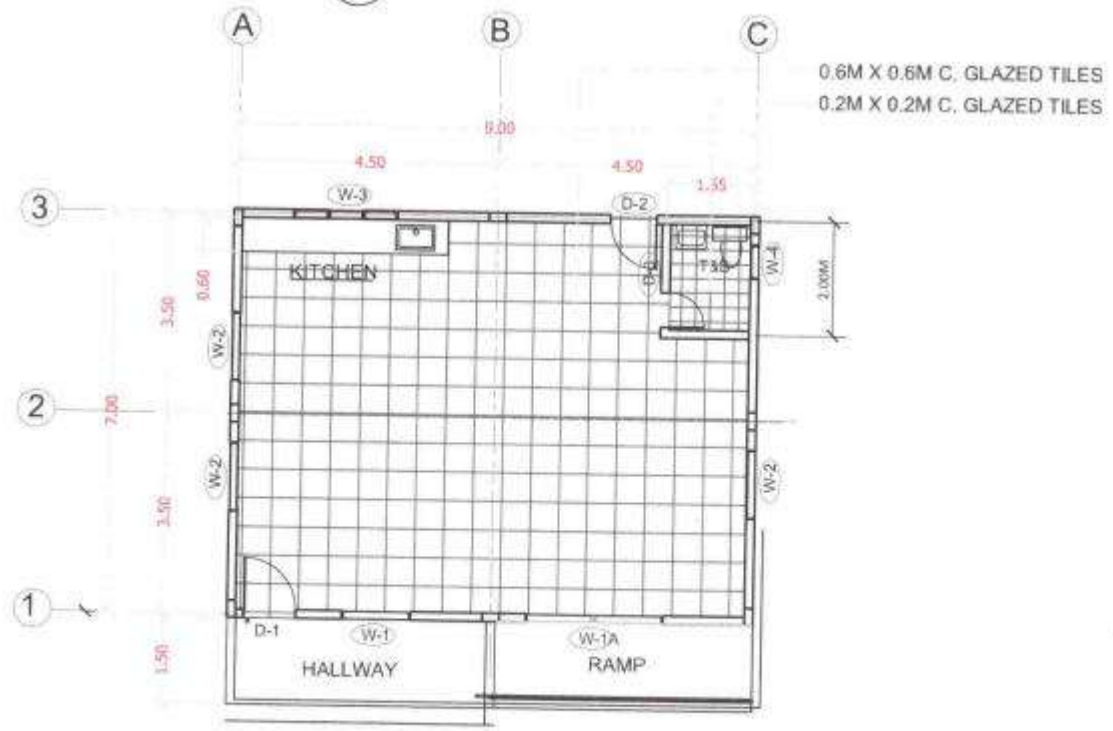 A
B
C
0.6M X 0.6M C. GLAZED TILES
0.2M X 0.2M C. GLAZED TILES
9.00
4.50
4.50
1.35
3
W-3
D-2
KITCHEN
T&B
W-4
2.00M
0.60
3.50
W-2
7.00
2
W-2
W-2
3.50
1
D-1
W-1
W-1A
1.50
HALLWAY
RAMP